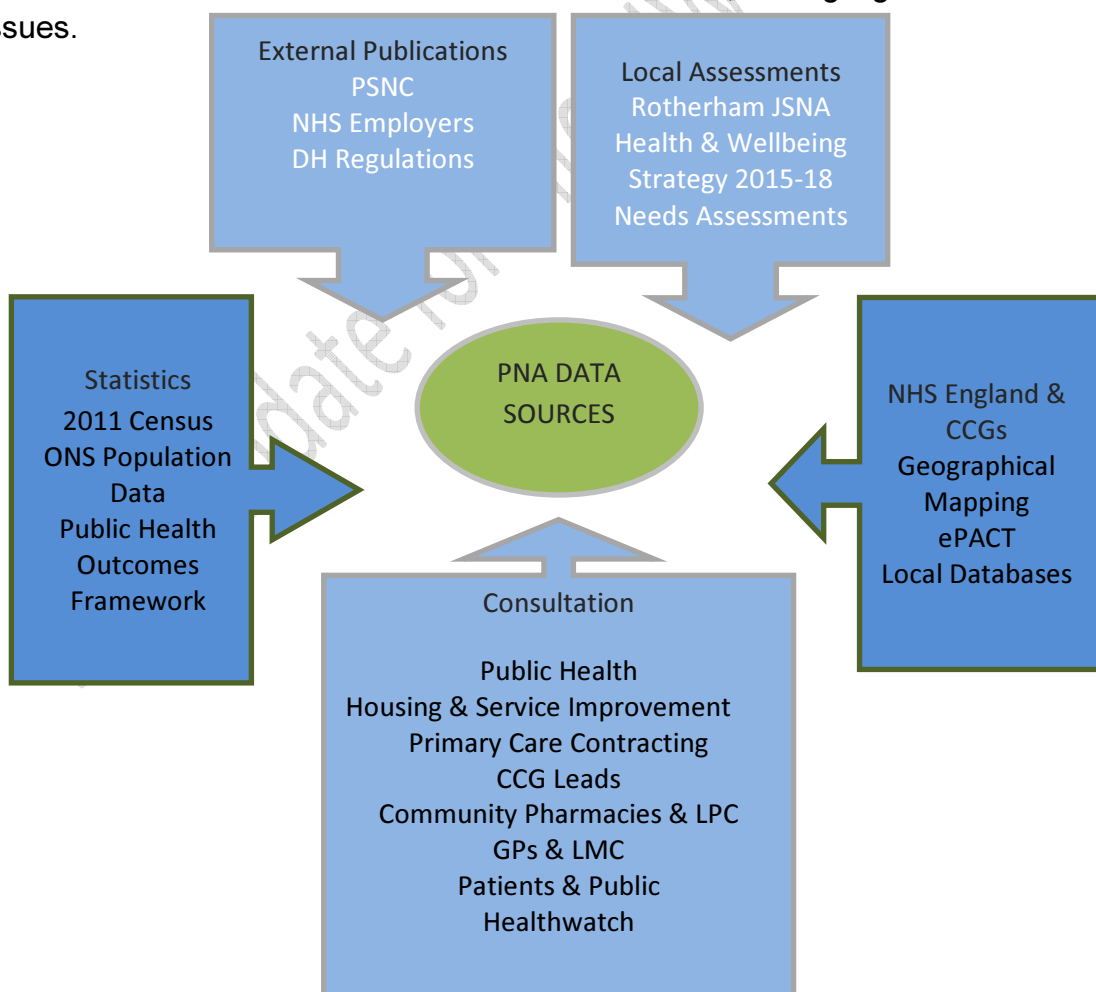 ssues.
External Publications
PSNC
NHS Employers
DH Regulations
Local Assessments
Rotherham JSNA
Health & Wellbeing
Strategy 2015-18
Needs Assessments
Statistics
2011 Census
ONS Population
Data
Public Health
Outcomes
Framework
PNA DATA
SOURCES
NHS England &
CCGs
Geographical
Mapping
ePACT
Local Databases
Consultation
Public Health
Housing & Service Improvement
Primary Care Contracting
CCG Leads
Community Pharmacies & LPC
GPs & LMC
Patients & Public
Healthwatch